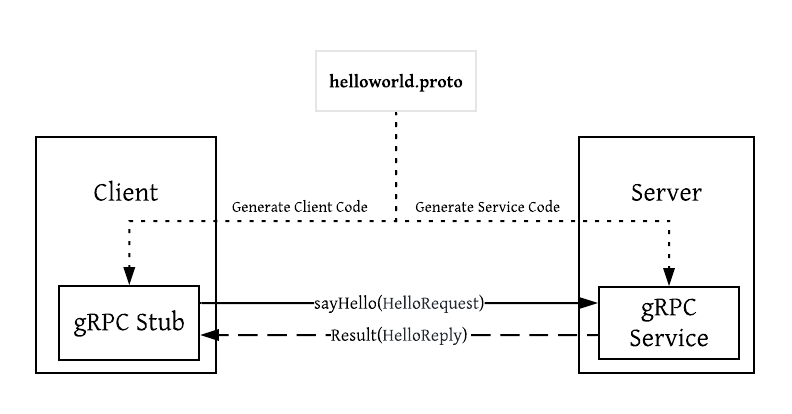 helloworld.proto
Client
Server
Generate Client Code
Generate Service Code
gRPC Stub
sayHello(HelloRequest)
gRPC
Service
Result(HelloReply)